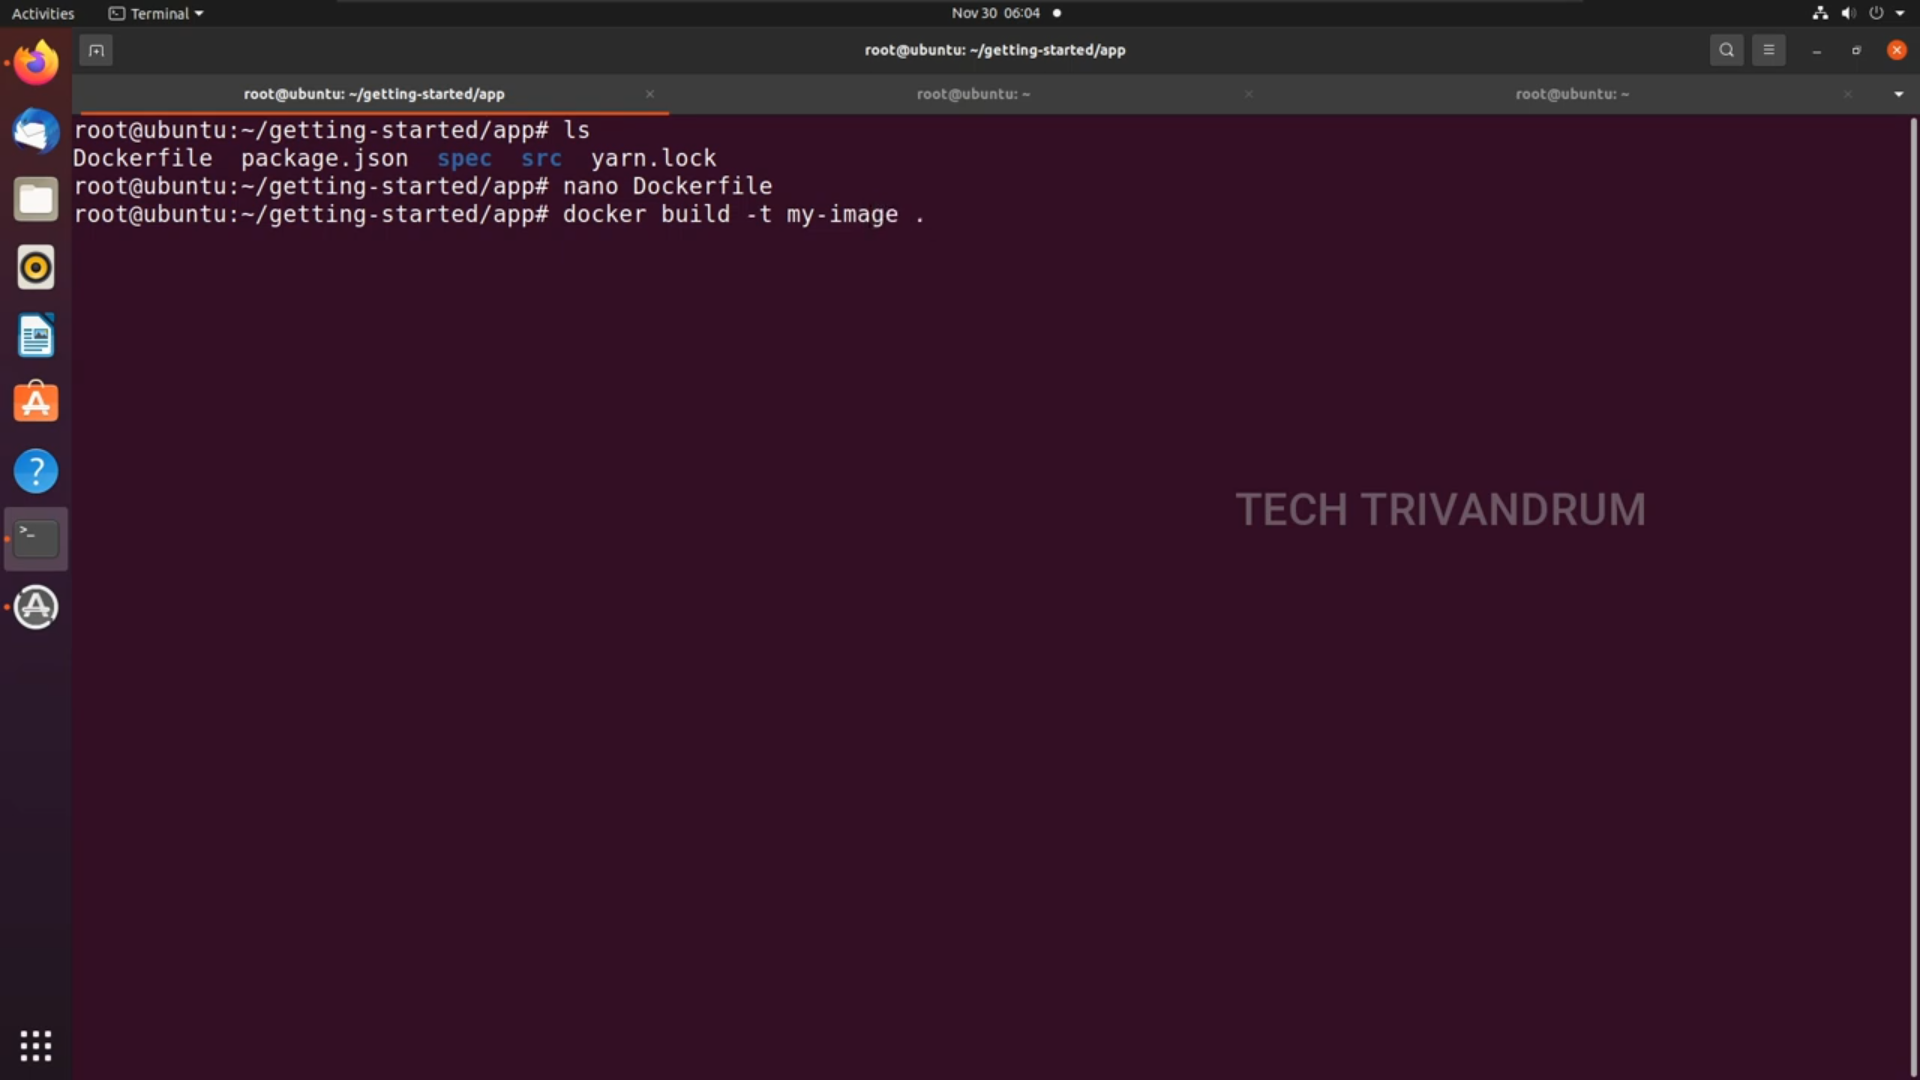 Activities Terminal Nov 30 06:04
root@ubuntu: ~/getting-started/app
root@ubuntu: ~/getting-started/app root@ubuntu: ~ root@ubuntu: ~
root@ubuntu:~/getting-started/app# ls
Dockerfile package.json spec src yarn.lock
root@ubuntu:~/getting-started/app# nano Dockerfile
root@ubuntu:~/getting-started/app# docker build -t my-image .
TECH TRIVANDRUM